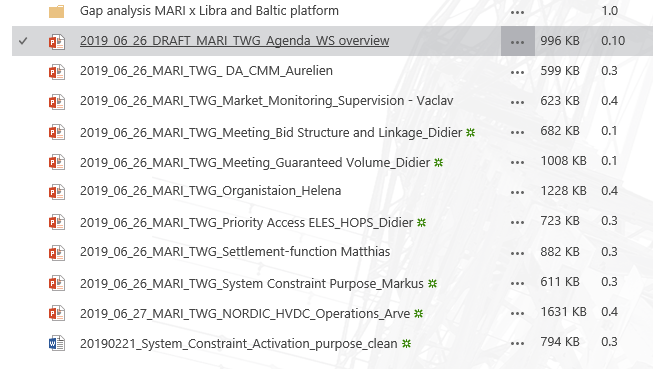 Gap analysis MARI x Libra and Baltic platform ... 1.0
2019_06_26_DRAFT_MARI_TWG_Agenda_WS overview ... 996 KB 0.10
2019_06_26_MARI_TWG_ DA_CMM_Aurelien ... 599 KB 0.3
2019_06_26_MARI_TWG_Market_Monitoring_Supervision - Vaclav ... 623 KB 0.4
2019_06_26_MARI_TWG_Meeting_Bid Structure and Linkage_Didier ... 682 KB 0.1
2019_06_26_MARI_TWG_Meeting_Guaranteed Volume_Didier ... 1008 KB 0.1
2019_06_26_MARI_TWG_Organistaion_Helena ... 1228 KB 0.4
2019_06_26_MARI_TWG_Priority Access ELES_HOPS_Didier ... 723 KB 0.3
2019_06_26_MARI_TWG_Settlement-function Matthias ... 882 KB 0.3
2019_06_26_MARI_TWG_System Constraint Purpose_Markus ... 611 KB 0.3
2019_06_27_MARI_TWG_NORDIC_HVDC_Operations_Arve ... 1631 KB 0.4
20190221_System_Constraint_Activation_purpose_clean ... 794 KB 0.3